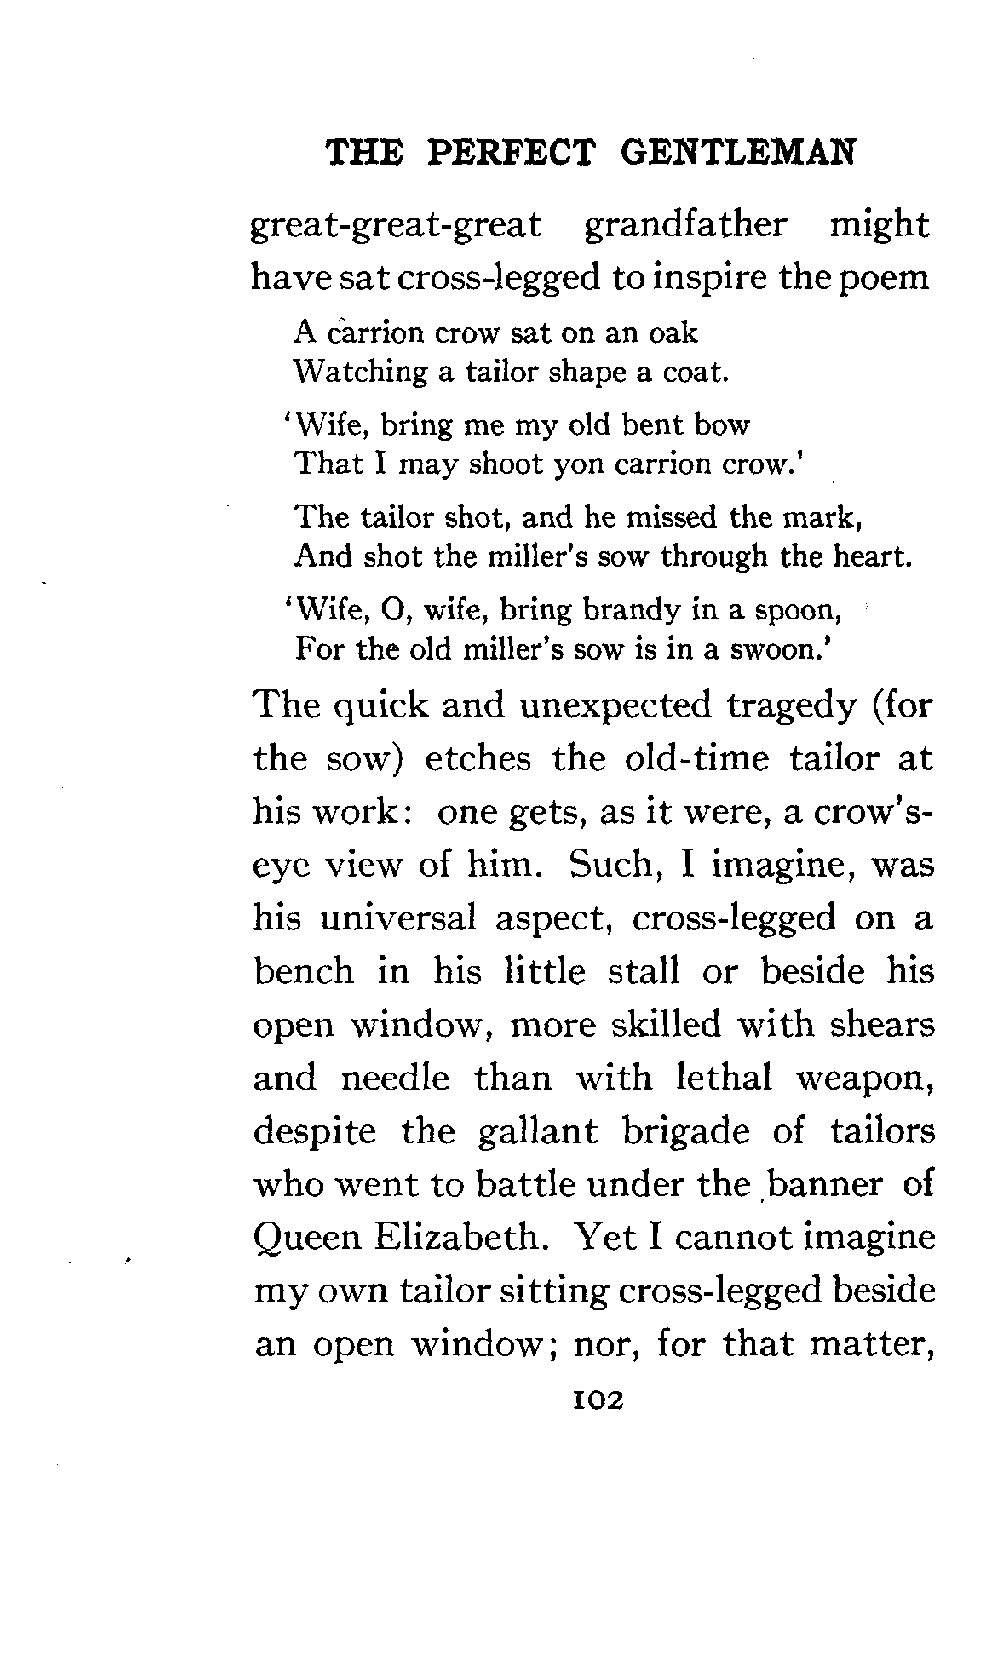 THE PERFECT GENTLEMAN
great-great-great grandfather might
have sat cross-legged to inspire the poem
A carrion crow sat on an oak
Watching a tailor shape a coat.
'Wife, bring me my old bent bow
That I may shoot yon carrion crow.'
The tailor shot, and he missed the mark,
And shot the miller's sow through the heart.
'Wife, O, wife, bring brandy in a spoon,
For the old miller's sow is in a swoon.'
The quick and unexpected tragedy (for
the sow) etches the old-time tailor at
his work: one gets, as it were, a crow's-
eye view of him. Such, I imagine, was
his universal aspect, cross-legged on a
bench in his little stall or beside his
open window, more skilled with shears
and needle than with lethal weapon,
despite the gallant brigade of tailors
who went to battle under the banner of
Queen Elizabeth. Yet I cannot imagine
my own tailor sitting cross-legged beside
an open window; nor, for that matter,
102